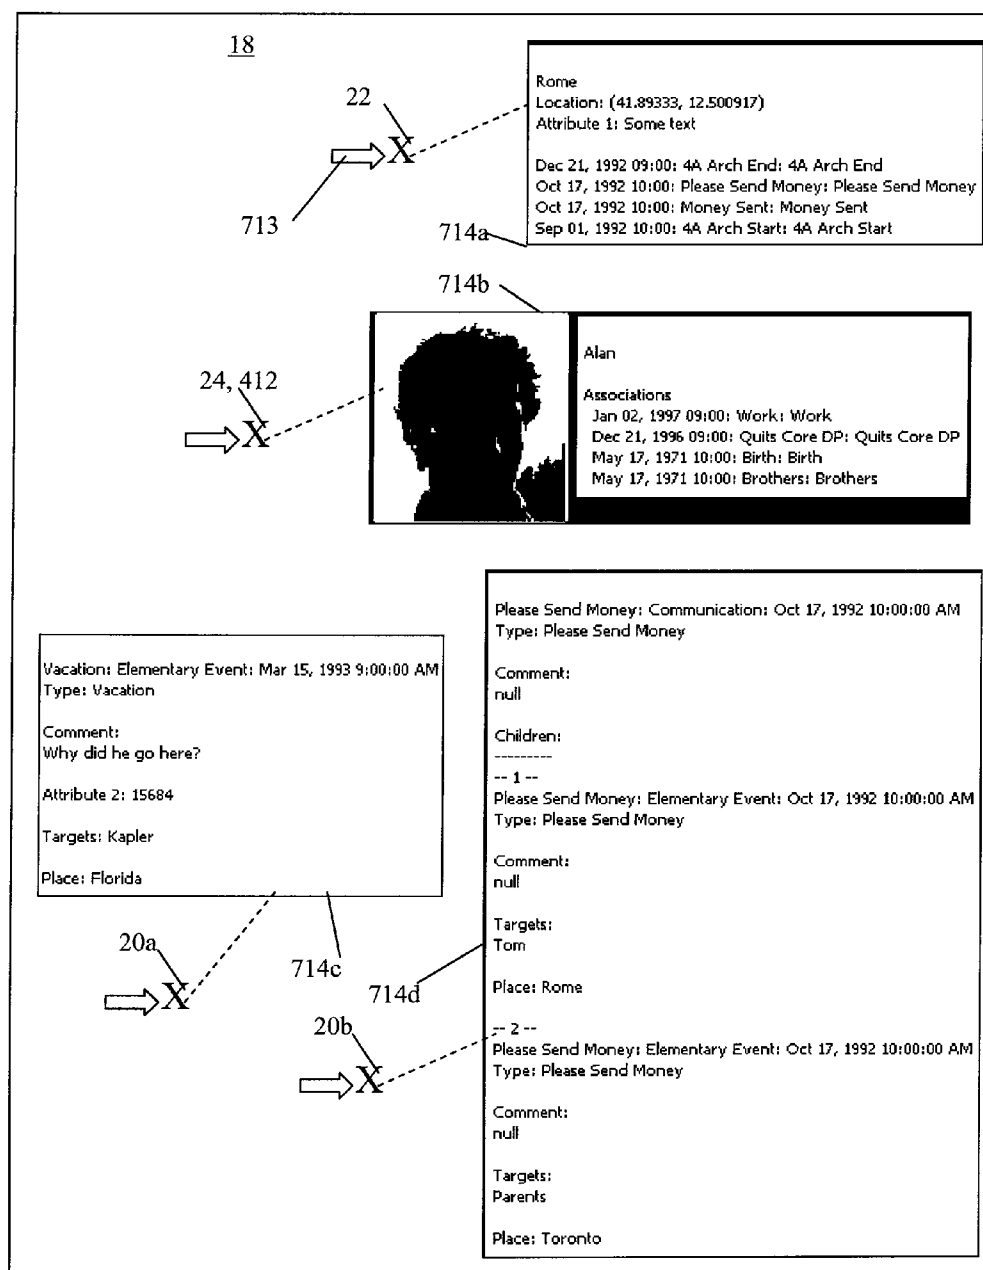 18
Rome
Location: (41.89333, 12.500917)
Attribute 1: Some text
Dec 21, 1992 09:00: 4A Arch End: 4A Arch End
Oct 17, 1992 10:00: Please Send Money: Please Send Money
Oct 17, 1992 10:00: Money Sent: Money Sent
Sep 01, 1992 10:00: 4A Arch Start: 4A Arch Start
22
X
713
714a
714b
Alan
Associations
Jan 02, 1997 09:00: Work: Work
Dec 21, 1996 09:00: Quits Core DP: Quits Core DP
May 17, 1971 10:00: Birth: Birth
May 17, 1971 10:00: Brothers: Brothers
24, 412
X
Vacation: Elementary Event: Mar 15, 1993 9:00:00 AM
Type: Vacation
Comment:
Why did he go here?
Attribute 2: 15684
Targets: Kapler
Place: Florida
20a
X
714c
714d
20b
X
Please Send Money: Communication: Oct 17, 1992 10:00:00 AM
Type: Please Send Money
Comment:
null
Children:
---------
-- 1 --
Please Send Money: Elementary Event: Oct 17, 1992 10:00:00 AM
Type: Please Send Money
Comment:
null
Targets:
Tom
Place: Rome
-- 2 --
Please Send Money: Elementary Event: Oct 17, 1992 10:00:00 AM
Type: Please Send Money
Comment:
null
Targets:
Parents
Place: Toronto